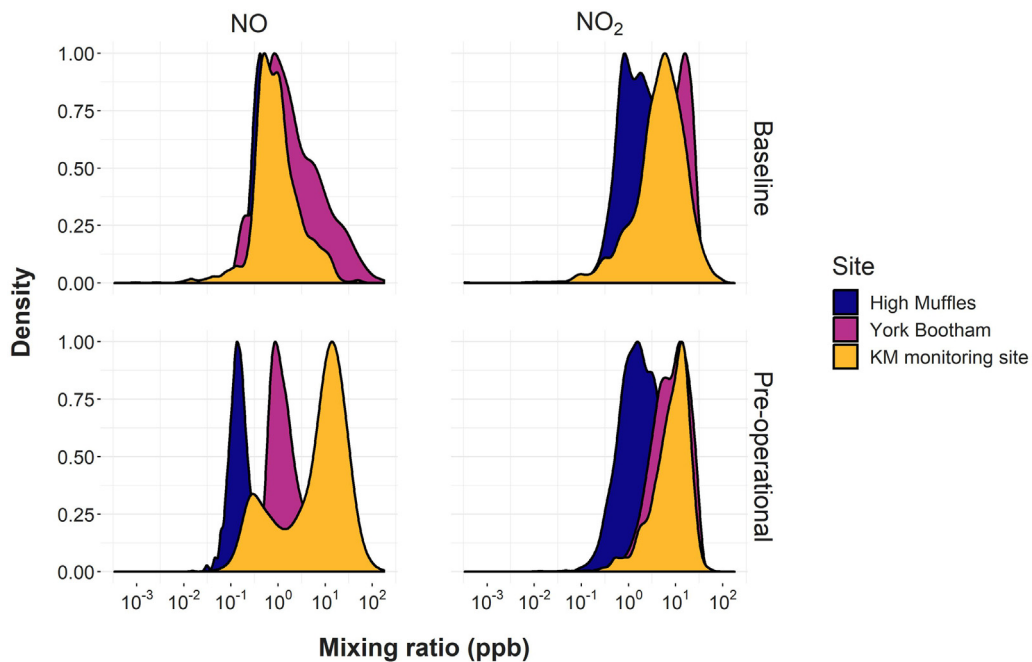 NO
NO₂
1.00
0.75
0.50
0.25
0.00
Baseline
1.00
0.75
0.50
0.25
0.00
Pre-operational
Density
10⁻³ 10⁻² 10⁻¹ 10⁰ 10¹ 10²
10⁻³ 10⁻² 10⁻¹ 10⁰ 10¹ 10²
Mixing ratio (ppb)
Site
High Muffles
York Bootham
KM monitoring site